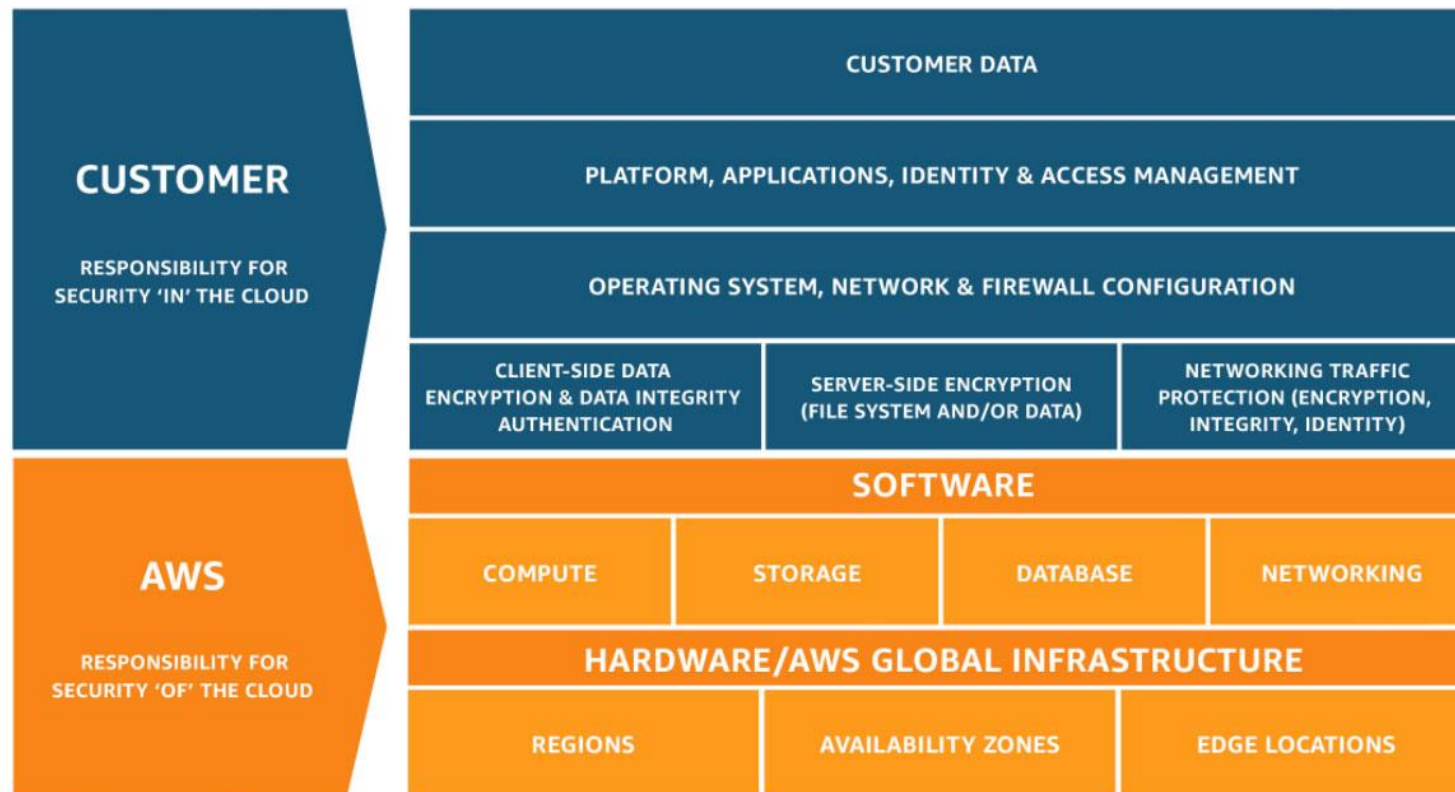 CUSTOMER
RESPONSIBILITY FOR
SECURITY ‘IN’ THE CLOUD
CUSTOMER DATA
PLATFORM, APPLICATIONS, IDENTITY & ACCESS MANAGEMENT
OPERATING SYSTEM, NETWORK & FIREWALL CONFIGURATION
CLIENT-SIDE DATA
ENCRYPTION & DATA INTEGRITY
AUTHENTICATION
SERVER-SIDE ENCRYPTION
(FILE SYSTEM AND/OR DATA)
NETWORKING TRAFFIC
PROTECTION (ENCRYPTION,
INTEGRITY, IDENTITY)
AWS
RESPONSIBILITY FOR
SECURITY ‘OF’ THE CLOUD
SOFTWARE
COMPUTE
STORAGE
DATABASE
NETWORKING
HARDWARE/AWS GLOBAL INFRASTRUCTURE
REGIONS
AVAILABILITY ZONES
EDGE LOCATIONS